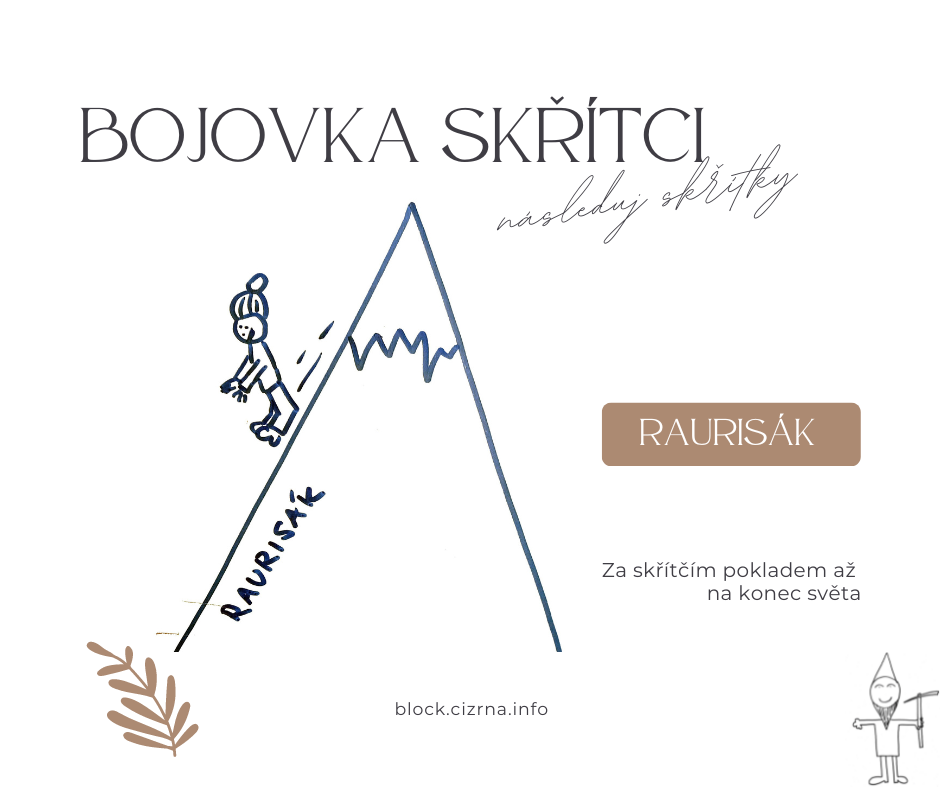 BOJOVKA SKŘÍTCI
následuj skřítky
RAURISÁK
RAURISÁK
Za skřítčím pokladem až
na konec světa
block.cizrna.info